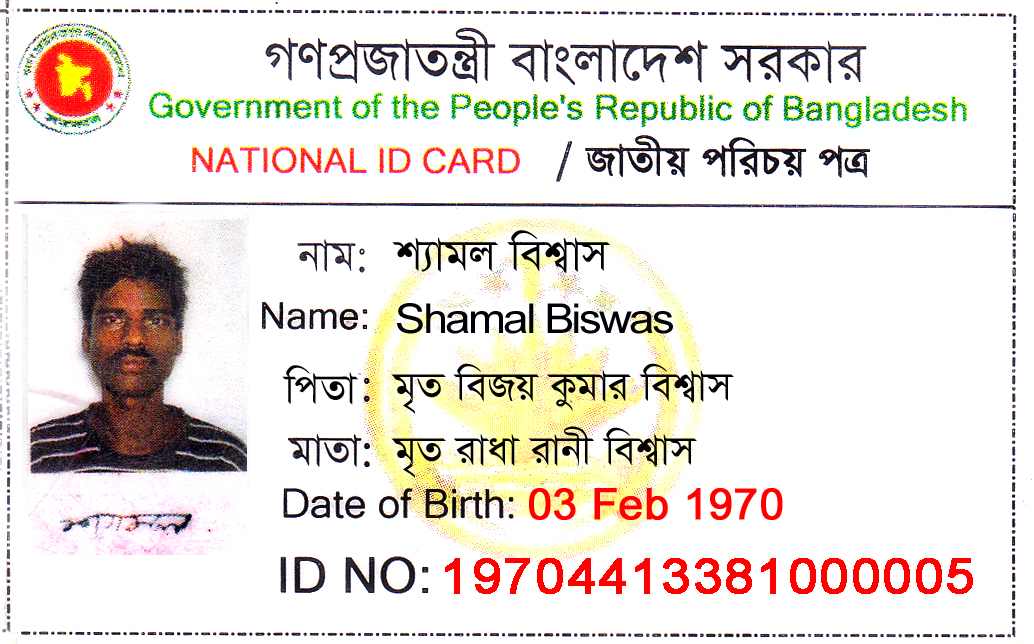 গণপ্রজাতন্ত্রী বাংলাদেশ সরকার
Government of the People's Republic of Bangladesh
NATIONAL ID CARD / জাতীয় পরিচয় পত্র
নাম: শ্যামল বিশ্বাস
Name: Shamal Biswas
পিতা: মৃত বিজয় কুমার বিশ্বাস
মাতা: মৃত রাধা রানী বিশ্বাস
Date of Birth: 03 Feb 1970
ID NO: 19704413381000005